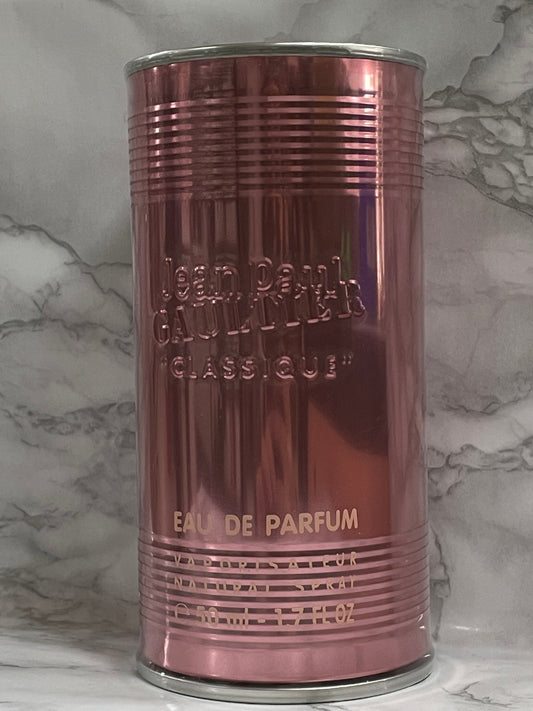 Jean Paul
GAULTIER
"CLASSIQUE"
EAU DE PARFUM
VAPORISATEUR
NATURAL SPRAY
℮ 50 ml - 1.7 FL OZ